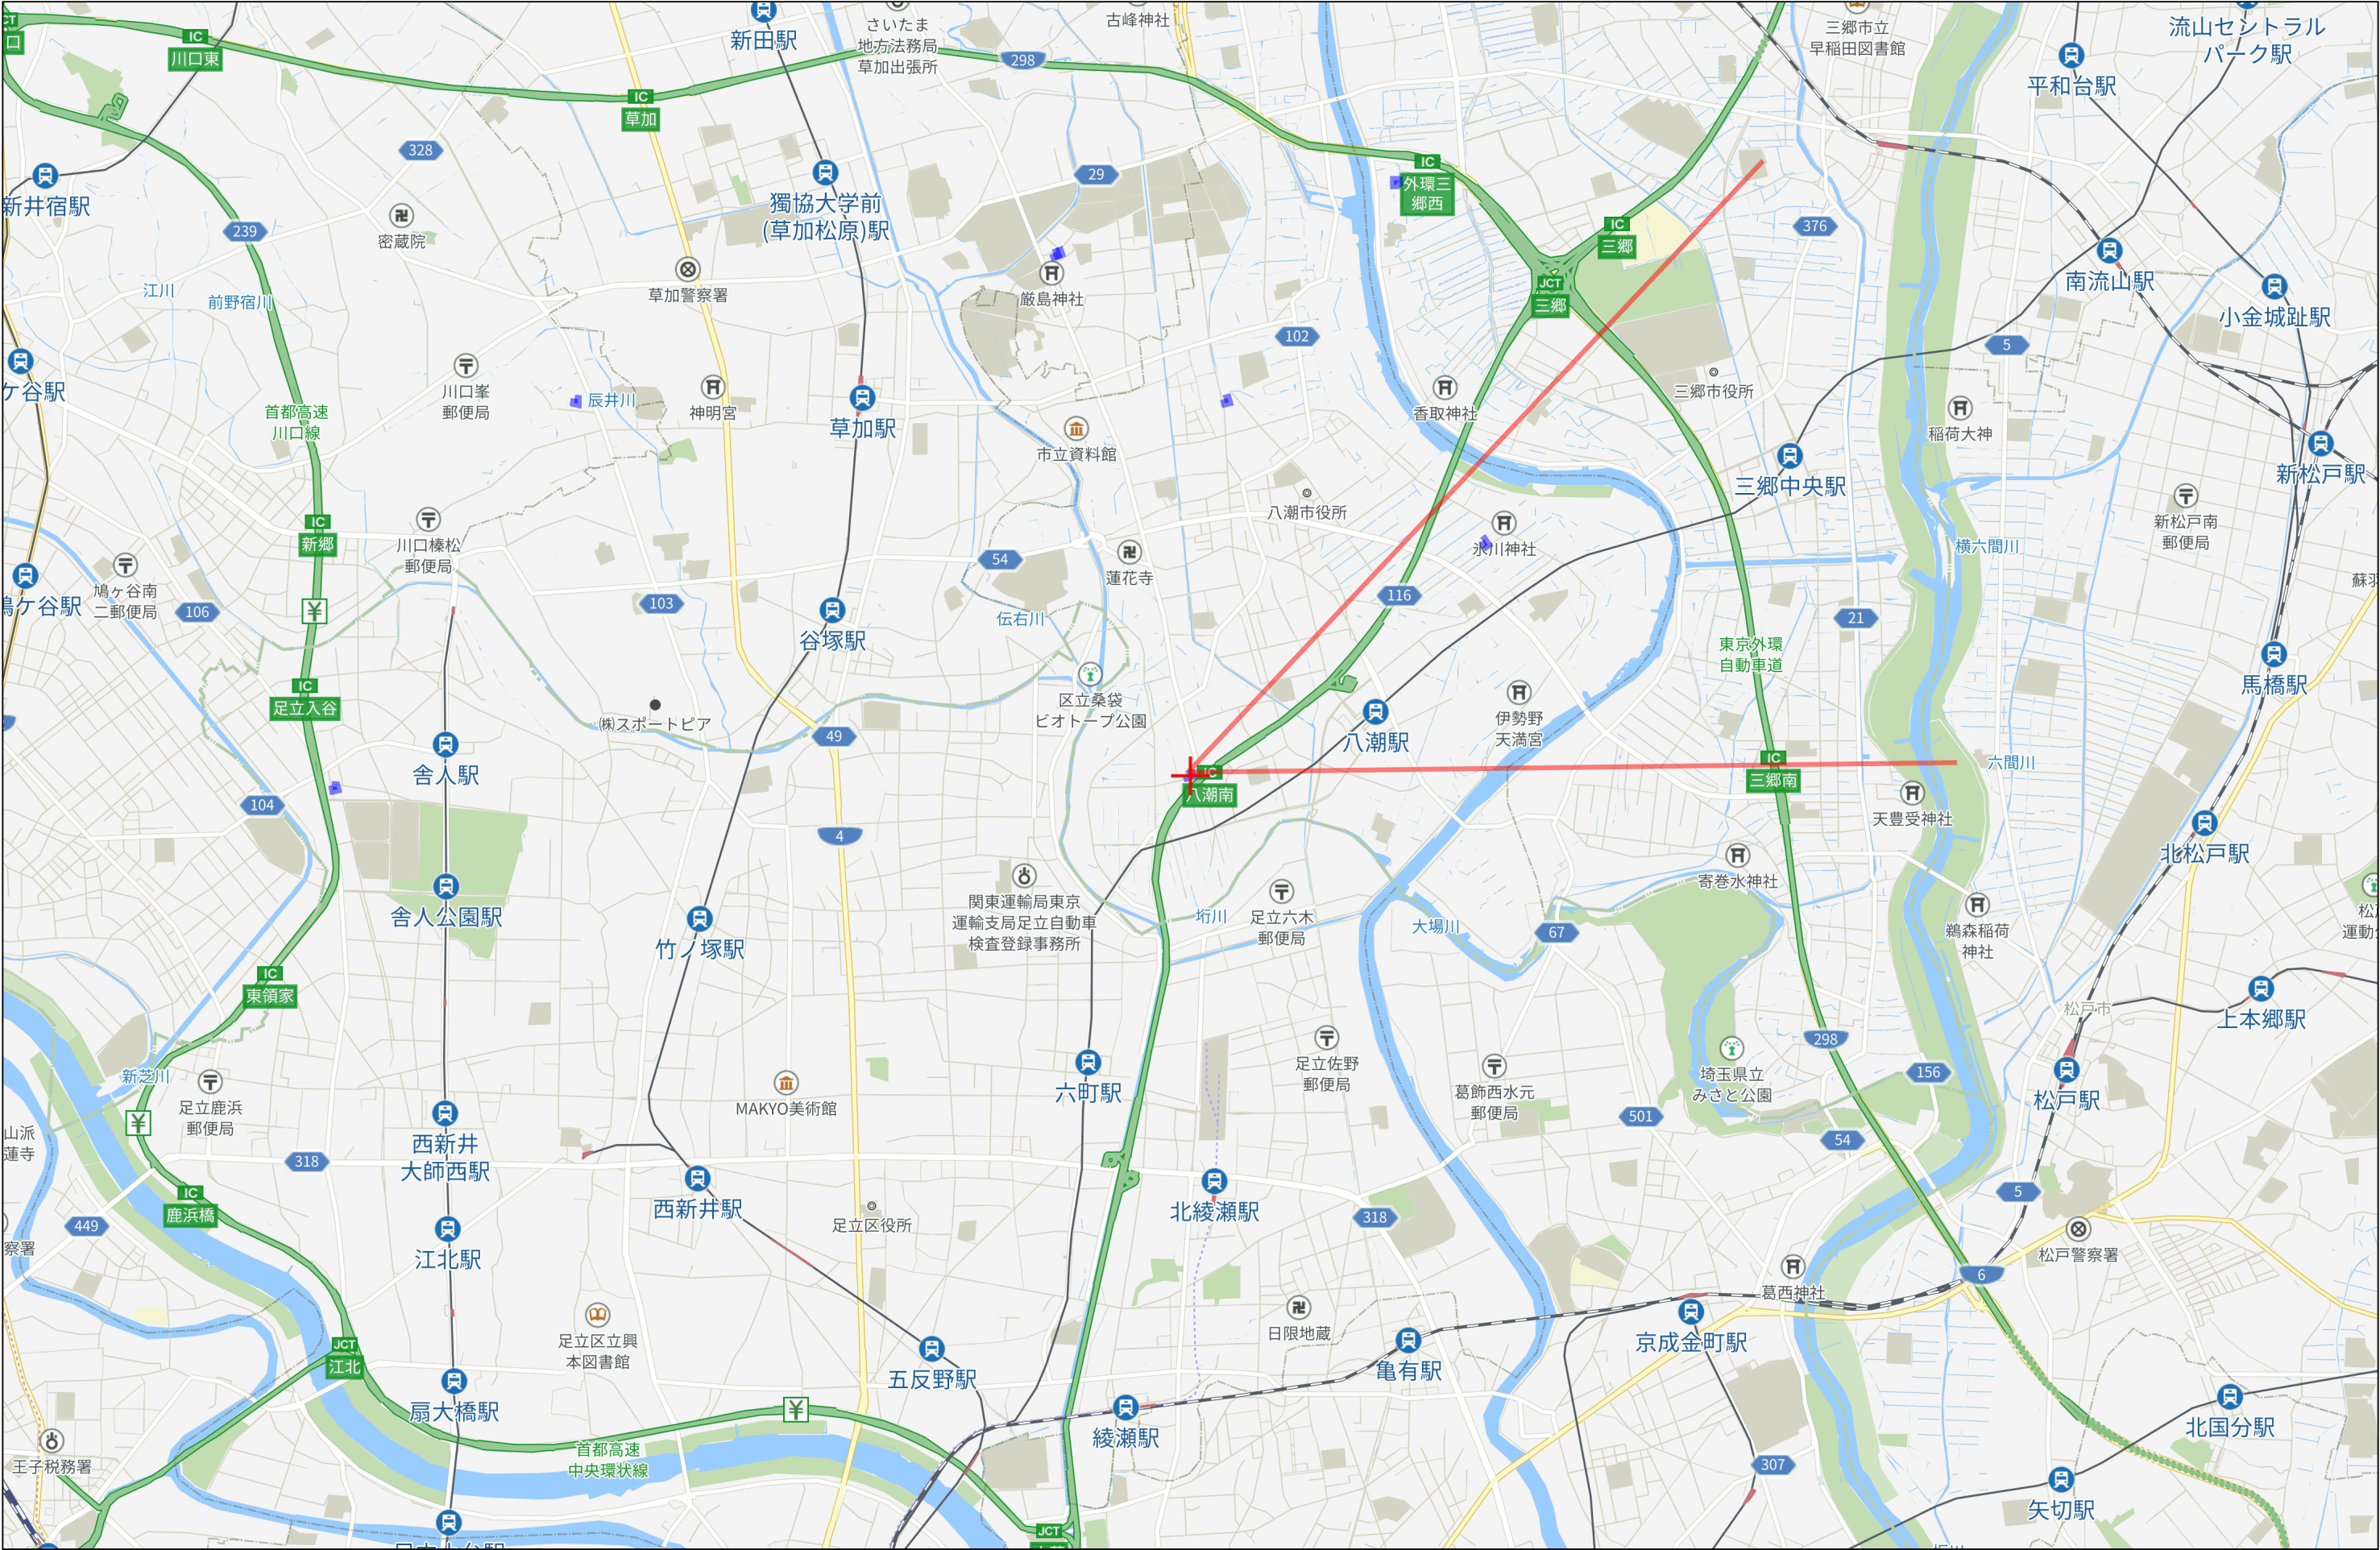 新田駅
さいたま
地方法務局
草加出張所
古峰神社
三郷市立
早稲田図書館
流山セントラル
パーク駅
JCT
口
IC
川口東
298
平和台駅
IC
草加
328
29
IC
外環三
郷西
新井宿駅
獨協大学前
(草加松原)駅
239
密蔵院
IC
三郷
376
南流山駅
江川
前野宿川
草加警察署
厳島神社
JCT
三郷
小金城趾駅
102
5
ケ谷駅
川口峯
郵便局
辰井川
神明宮
草加駅
首都高速
川口線
市立資料館
香取神社
三郷市役所
稲荷大神
三郷中央駅
新松戸駅
八潮市役所
IC
新郷
川口榛松
郵便局
54
蓮花寺
氷川神社
横六間川
新松戸南
郵便局
鳩ケ谷駅
鳩ヶ谷南
二郵便局
106
103
谷塚駅
伝右川
116
21
東京外環
自動車道
馬橋駅
IC
足立入谷
㈱スポートピア
49
区立桑袋
ビオトープ公園
伊勢野
天満宮
八潮駅
舎人駅
IC
八潮南
IC
三郷南
六間川
104
4
天豊受神社
北松戸駅
舎人公園駅
竹ノ塚駅
関東運輸局東京
運輸支局足立自動車
検査登録事務所
垳川
足立六木
郵便局
大場川
67
寄巻水神社
鵜森稲荷
神社
IC
東領家
松戸市
上本郷駅
新芝川
足立鹿浜
郵便局
MAKYO美術館
六町駅
足立佐野
郵便局
葛飾西水元
郵便局
埼玉県立
みさと公園
298
156
松戸駅
501
54
西新井
大師西駅
318
IC
鹿浜橋
449
西新井駅
足立区役所
北綾瀬駅
318
5
松戸警察署
察署
江北駅
葛西神社
6
足立区立興
本図書館
日限地蔵
京成金町駅
JCT
江北
五反野駅
亀有駅
扇大橋駅
綾瀬駅
北国分駅
首都高速
中央環状線
王子税務署
307
矢切駅
JCT